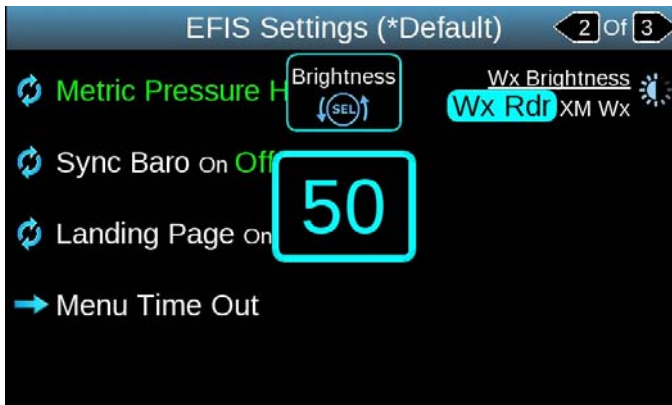 EFIS Settings (*Default) 2 Of 3
Metric Pressure H
Brightness
SEL
Wx Brightness
Wx Rdr XM Wx
Sync Baro On Off
50
Landing Page On
Menu Time Out